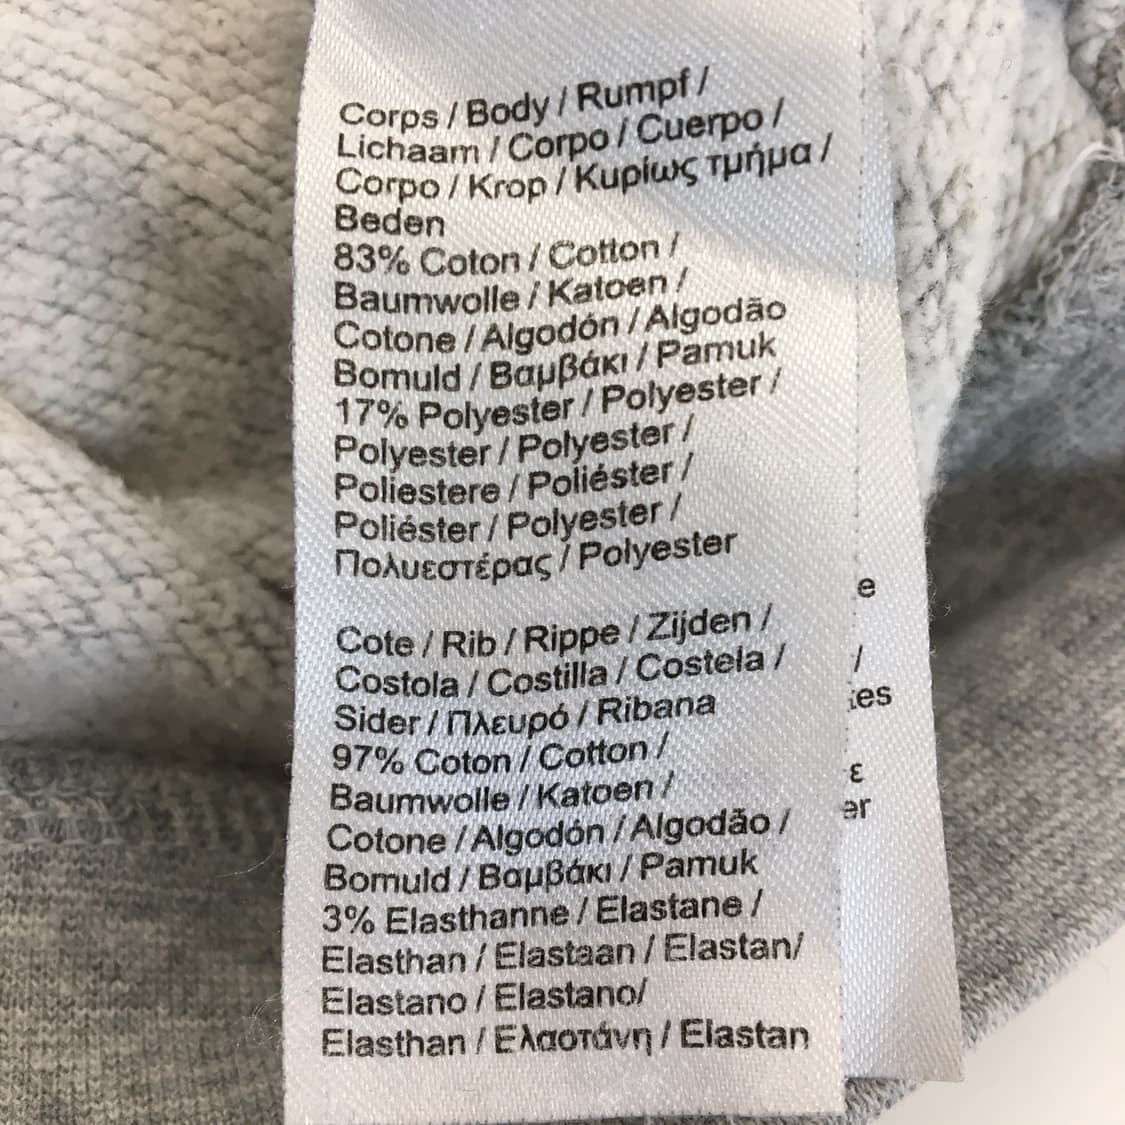 Corps / Body / Rumpf /
Lichaam / Corpo / Cuerpo /
Corpo / Krop / Κυρίως τμήμα /
Beden
83% Coton / Cotton /
Baumwolle / Katoen /
Cotone / Algodón / Algodão
Bomuld / Βαμβάκι / Pamuk
17% Polyester / Polyester /
Polyester / Polyester /
Poliestere / Poliéster /
Poliéster / Polyester /
Πολυεστέρας / Polyester
Cote / Rib / Rippe / Zijden /
Costola / Costilla / Costela /
Sider / Πλευρό / Ribana
97% Coton / Cotton /
Baumwolle / Katoen /
Cotone / Algodón / Algodão /
Bomuld / Βαμβάκι / Pamuk
3% Elasthanne / Elastane /
Elasthan / Elastaan / Elastan/
Elastano / Elastano/
Elasthan / Ελαστάνη / Elastan